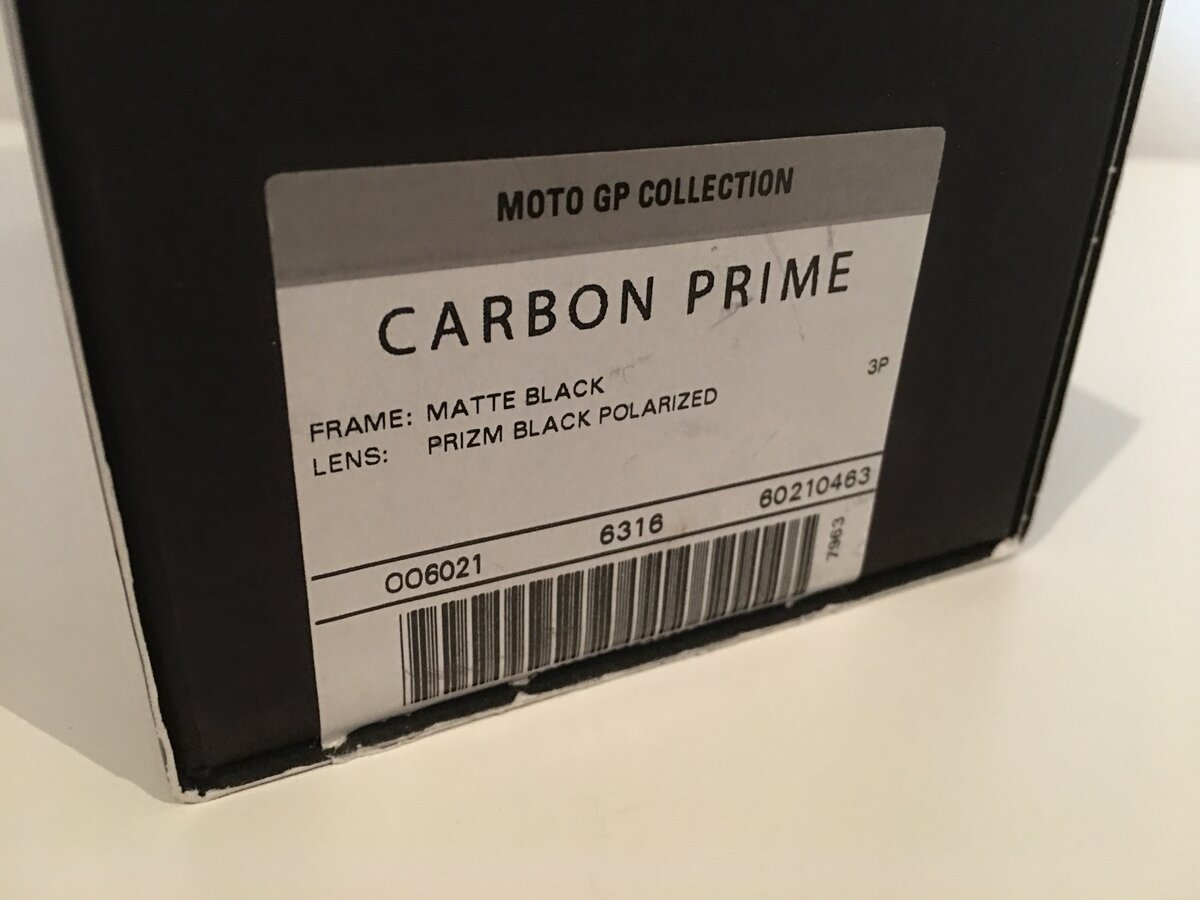 MOTO GP COLLECTION
CARBON PRIME
3P
FRAME: MATTE BLACK
LENS: PRIZM BLACK POLARIZED
OO6021 6316 60210463
7963